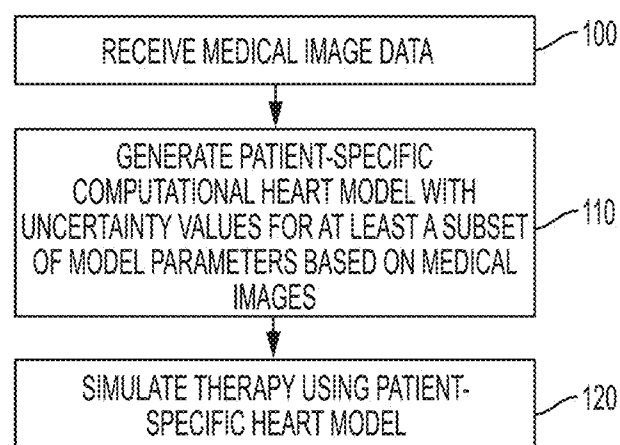 RECEIVE MEDICAL IMAGE DATA
100
GENERATE PATIENT-SPECIFIC
COMPUTATIONAL HEART MODEL WITH
UNCERTAINTY VALUES FOR AT LEAST A SUBSET
OF MODEL PARAMETERS BASED ON MEDICAL
IMAGES
110
SIMULATE THERAPY USING PATIENT-
SPECIFIC HEART MODEL
120